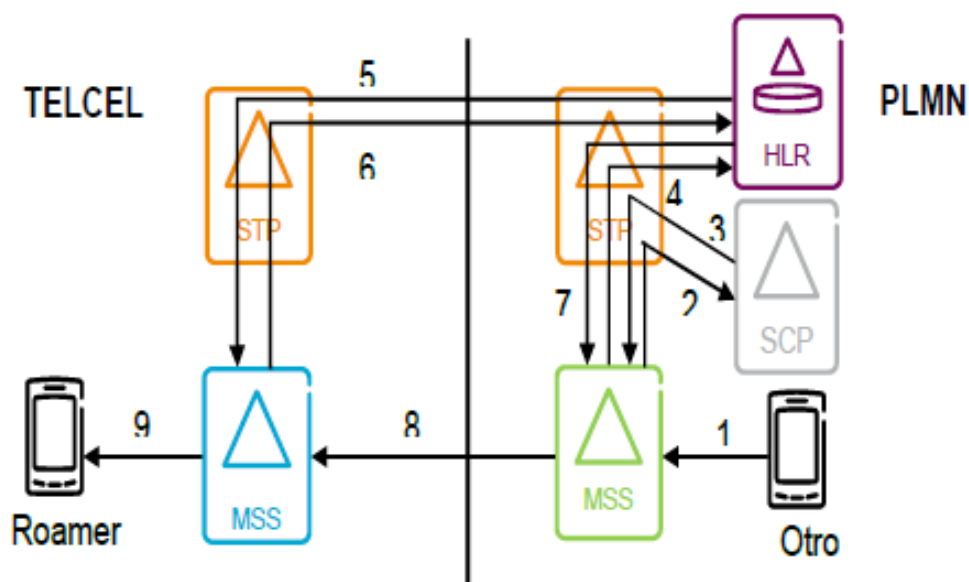 5
TELCEL
PLMN
HLR
6
4
STP
STP
3
7
2
SCP
9
8
1
MSS
MSS
Roamer
Otro